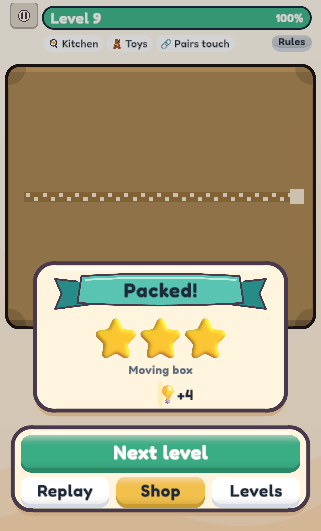 Level 9
100%
Kitchen
Toys
Pairs touch
Rules
Packed!
Moving box
+4
Next level
Replay
Shop
Levels